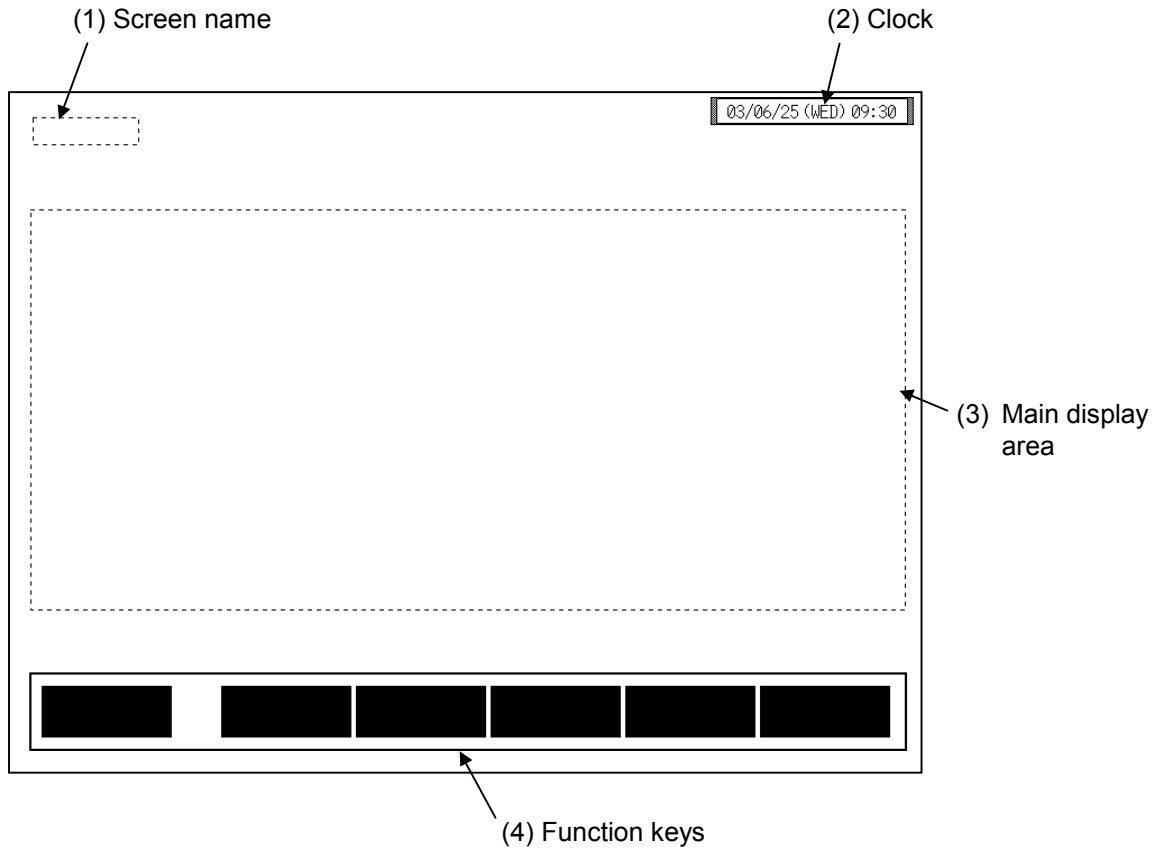 (1) Screen name
(2) Clock
03/06/25(WED) 09:30
(3) Main display
area
(4) Function keys